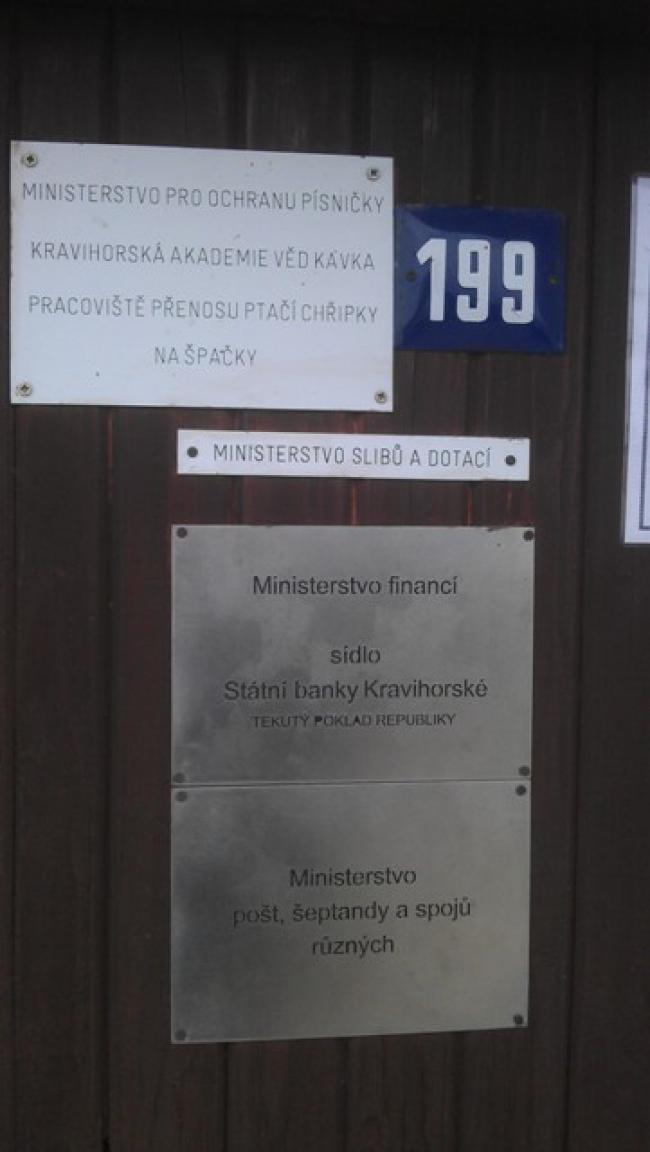 MINISTERSTVO PRO OCHRANU PÍSNIČKY
KRAVIHORSKÁ AKADEMIE VĚD KAVKA
PRACOVIŠTĚ PŘENOSU PTAČÍ CHŘIPKY
NA ŠPAČKY
199
MINISTERSTVO SLIBŮ A DOTACÍ
Ministerstvo financí
sídlo
Státní banky Kravihorské
TEKUTÝ POKLAD REPUBLIKY
Ministerstvo
pošt, šeptandy a spojů
různých